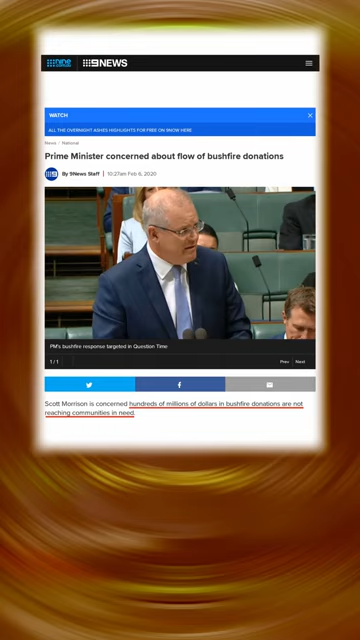 nine
9NEWS
WATCH
ALL THE OVERNIGHT ASHES HIGHLIGHTS FOR FREE ON 9NOW HERE
News / National
Prime Minister concerned about flow of bushfire donations
By 9News Staff | 10:27am Feb 6, 2020
PM's bushfire response targeted in Question Time
1 / 1 Prev Next
Scott Morrison is concerned hundreds of millions of dollars in bushfire donations are not
reaching communities in need.